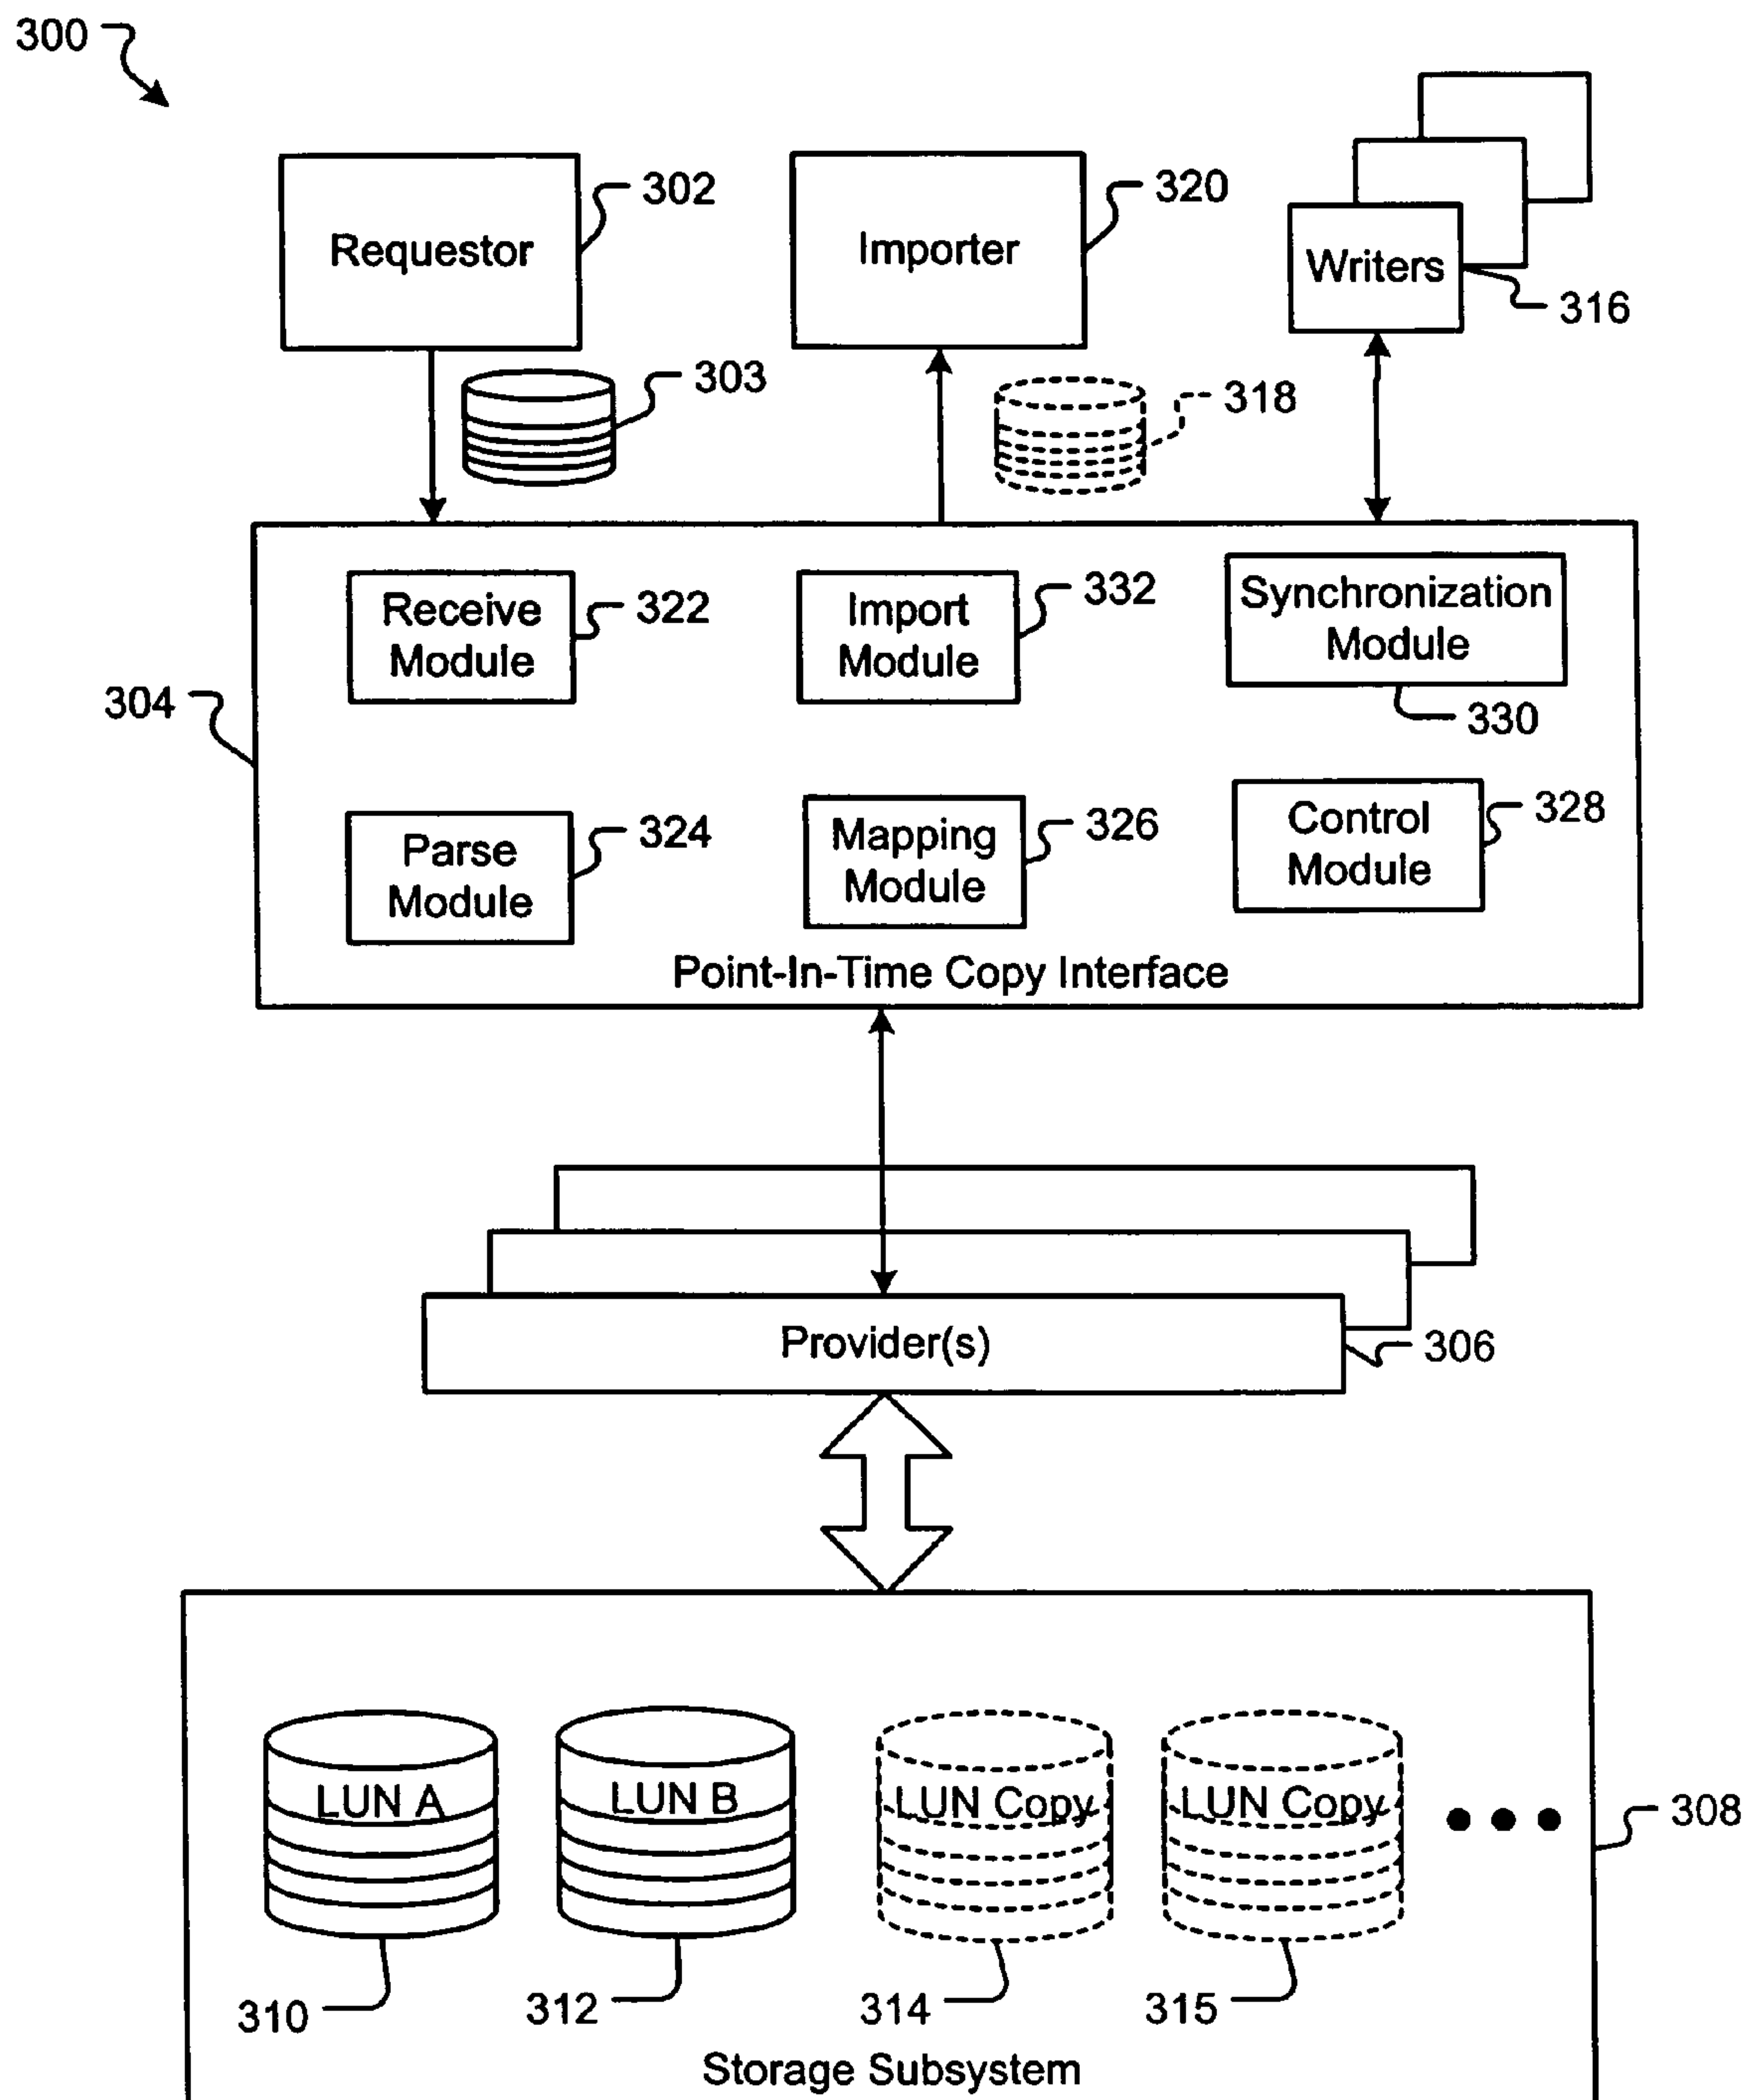 300
Requestor
302
Importer
320
Writers
316
303
318
Receive
Module
322
Import
Module
332
Synchronization
Module
330
304
Parse
Module
324
Mapping
Module
326
Control
Module
328
Point-In-Time Copy Interface
Provider(s)
306
LUN A
LUN B
LUN Copy
LUN Copy
308
310
312
314
315
Storage Subsystem